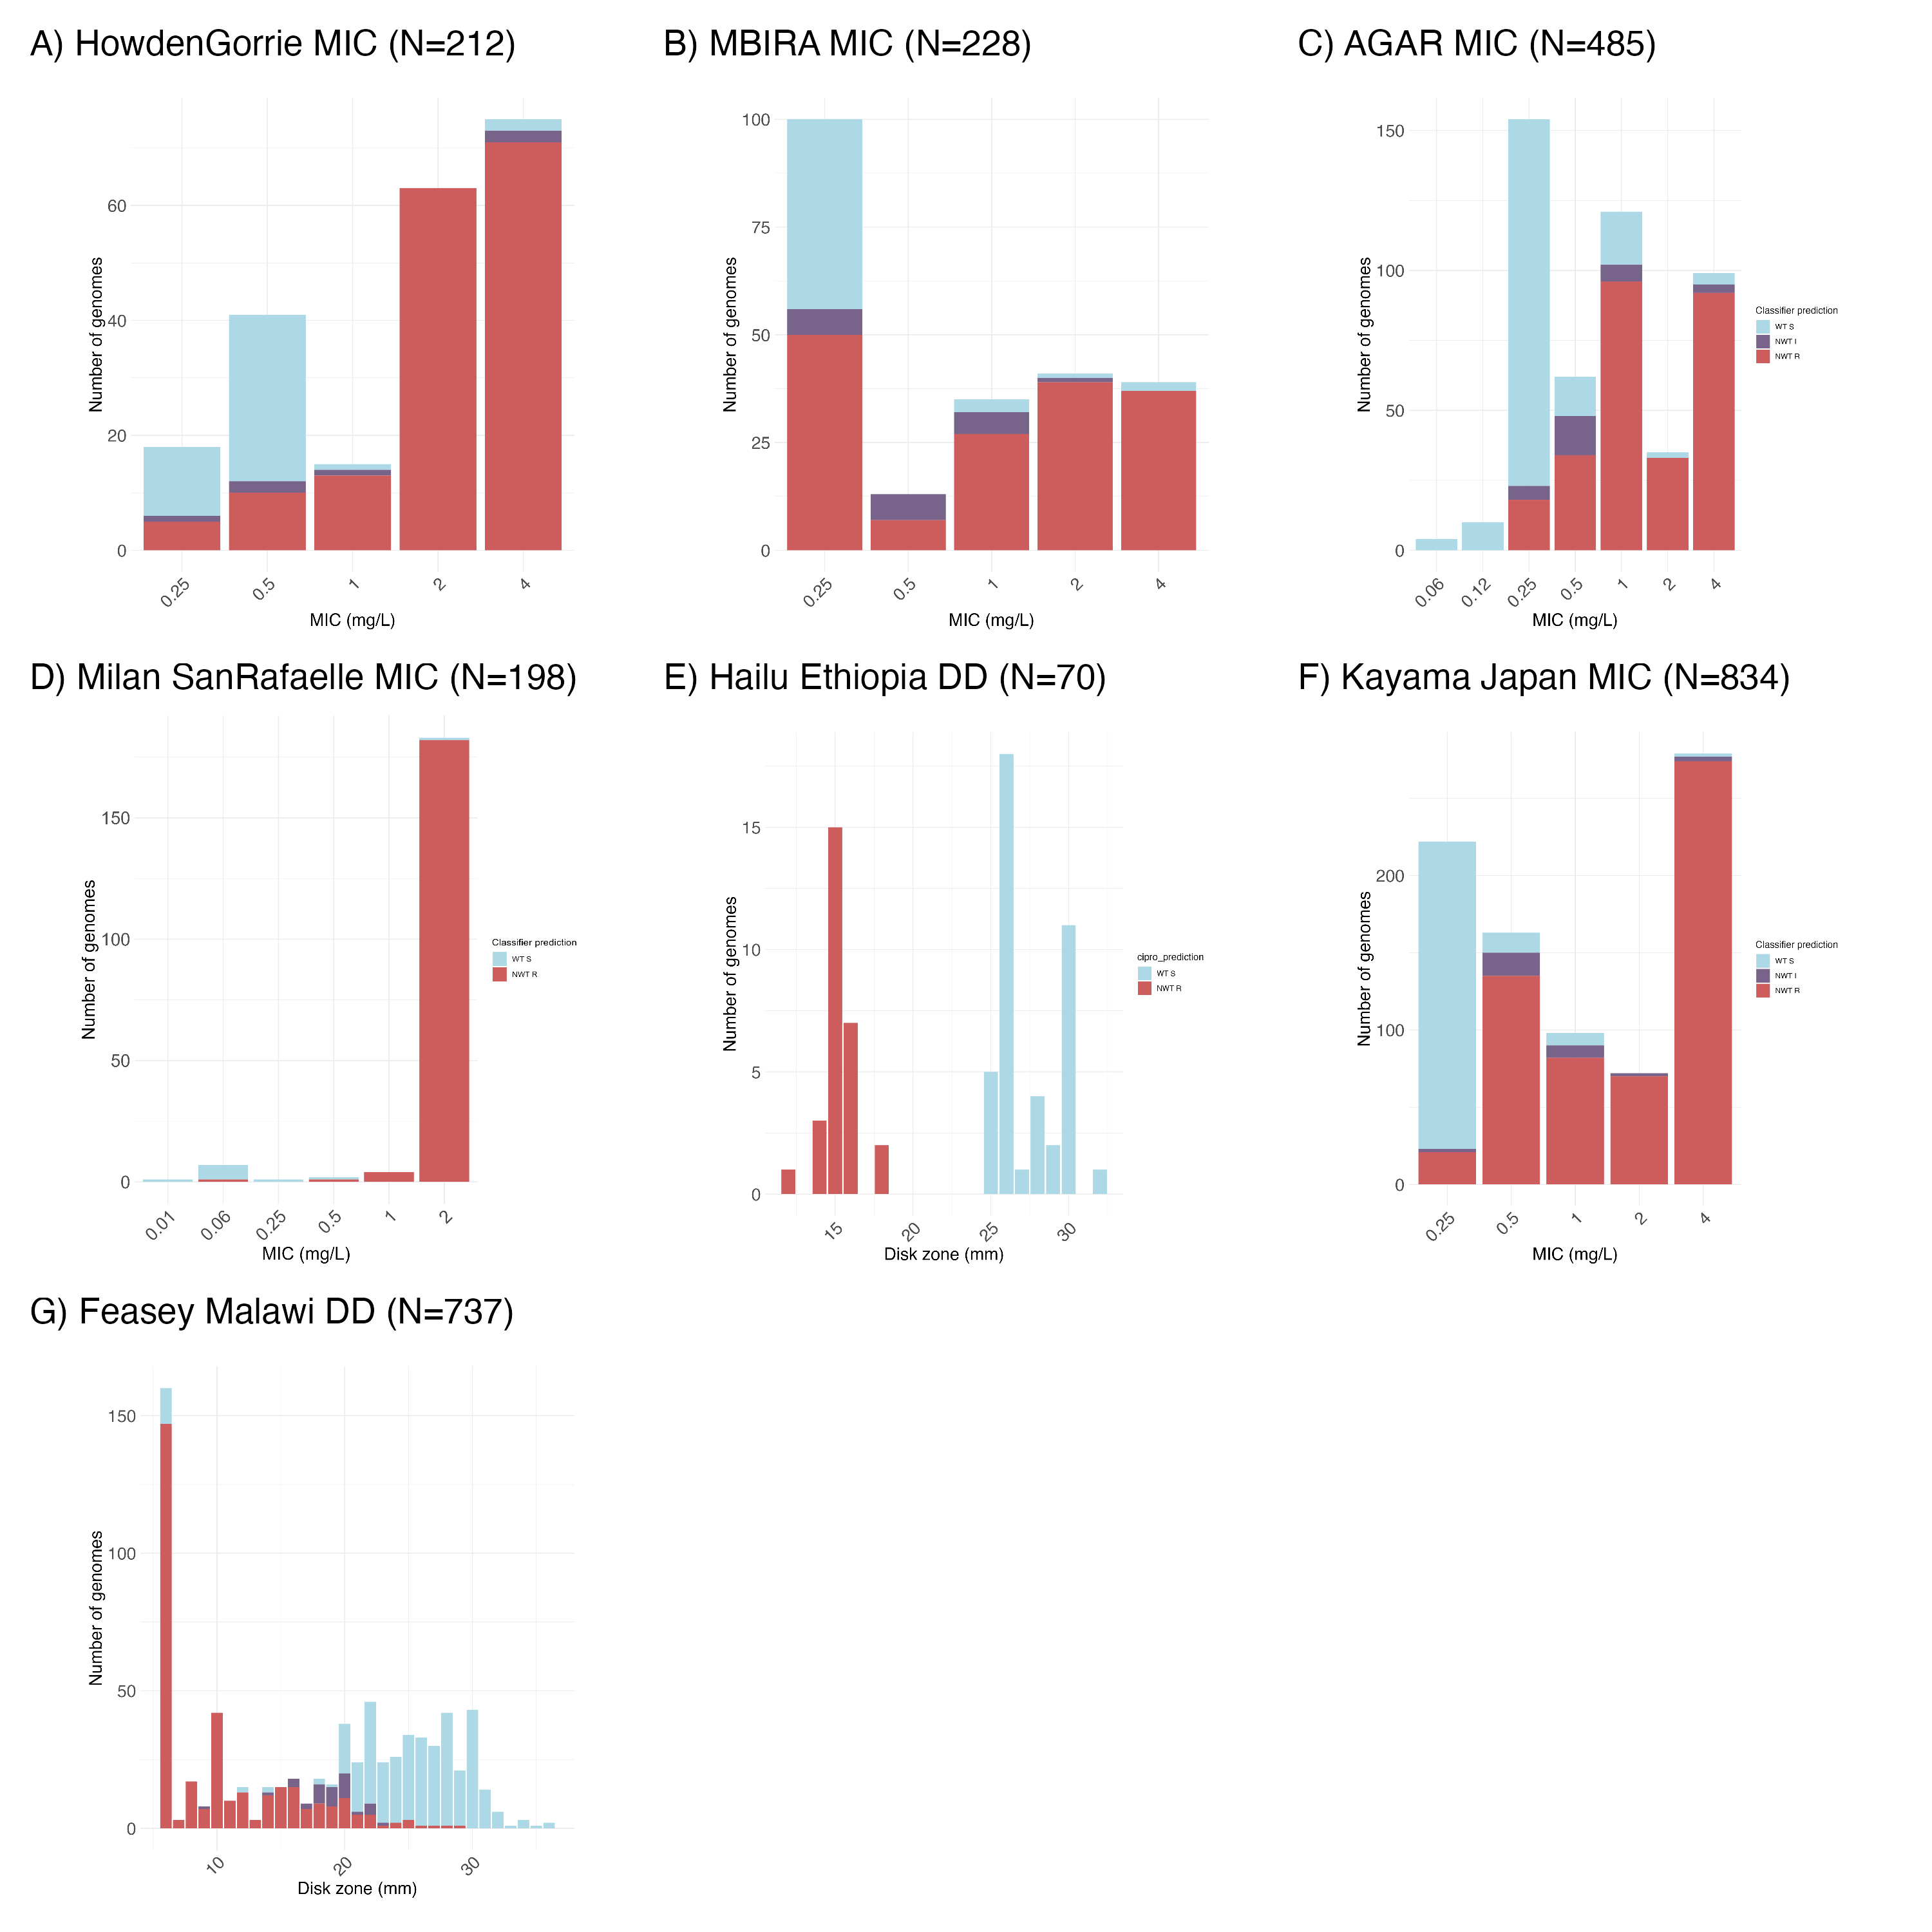 A) HowdenGorrie MIC (N=212)
Number of genomes
60
40
20
0
0.25 0.5 1 2 4
MIC (mg/L)
B) MBIRA MIC (N=228)
Number of genomes
100
75
50
25
0
0.25 0.5 1 2 4
MIC (mg/L)
C) AGAR MIC (N=485)
Number of genomes
150
100
50
0
0.06 0.12 0.25 0.5 1 2 4
MIC (mg/L)
Classifier prediction
WT S
NWT I
NWT R
D) Milan SanRafaelle MIC (N=198)
Number of genomes
150
100
50
0
0.01 0.06 0.25 0.5 1 2
MIC (mg/L)
Classifier prediction
WT S
NWT R
E) Hailu Ethiopia DD (N=70)
Number of genomes
15
10
5
0
15 20 25 30
Disk zone (mm)
cipro_prediction
WT S
NWT R
F) Kayama Japan MIC (N=834)
Number of genomes
200
100
0
0.25 0.5 1 2 4
MIC (mg/L)
Classifier prediction
WT S
NWT I
NWT R
G) Feasey Malawi DD (N=737)
Number of genomes
150
100
50
0
10 20 30
Disk zone (mm)